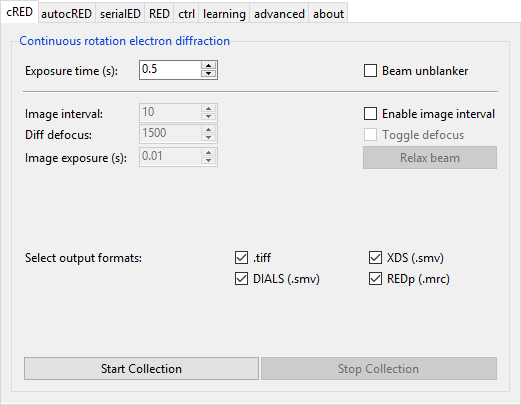 cRED autocRED serialED RED ctrl learning advanced about
Continuous rotation electron diffraction
Exposure time (s): 0.5 Beam unblanker
Image interval: 10 Enable image interval
Diff defocus: 1500 Toggle defocus
Image exposure (s): 0.01 Relax beam
Select output formats: .tiff XDS (.smv)
DIALS (.smv) REDp (.mrc)
Start Collection Stop Collection